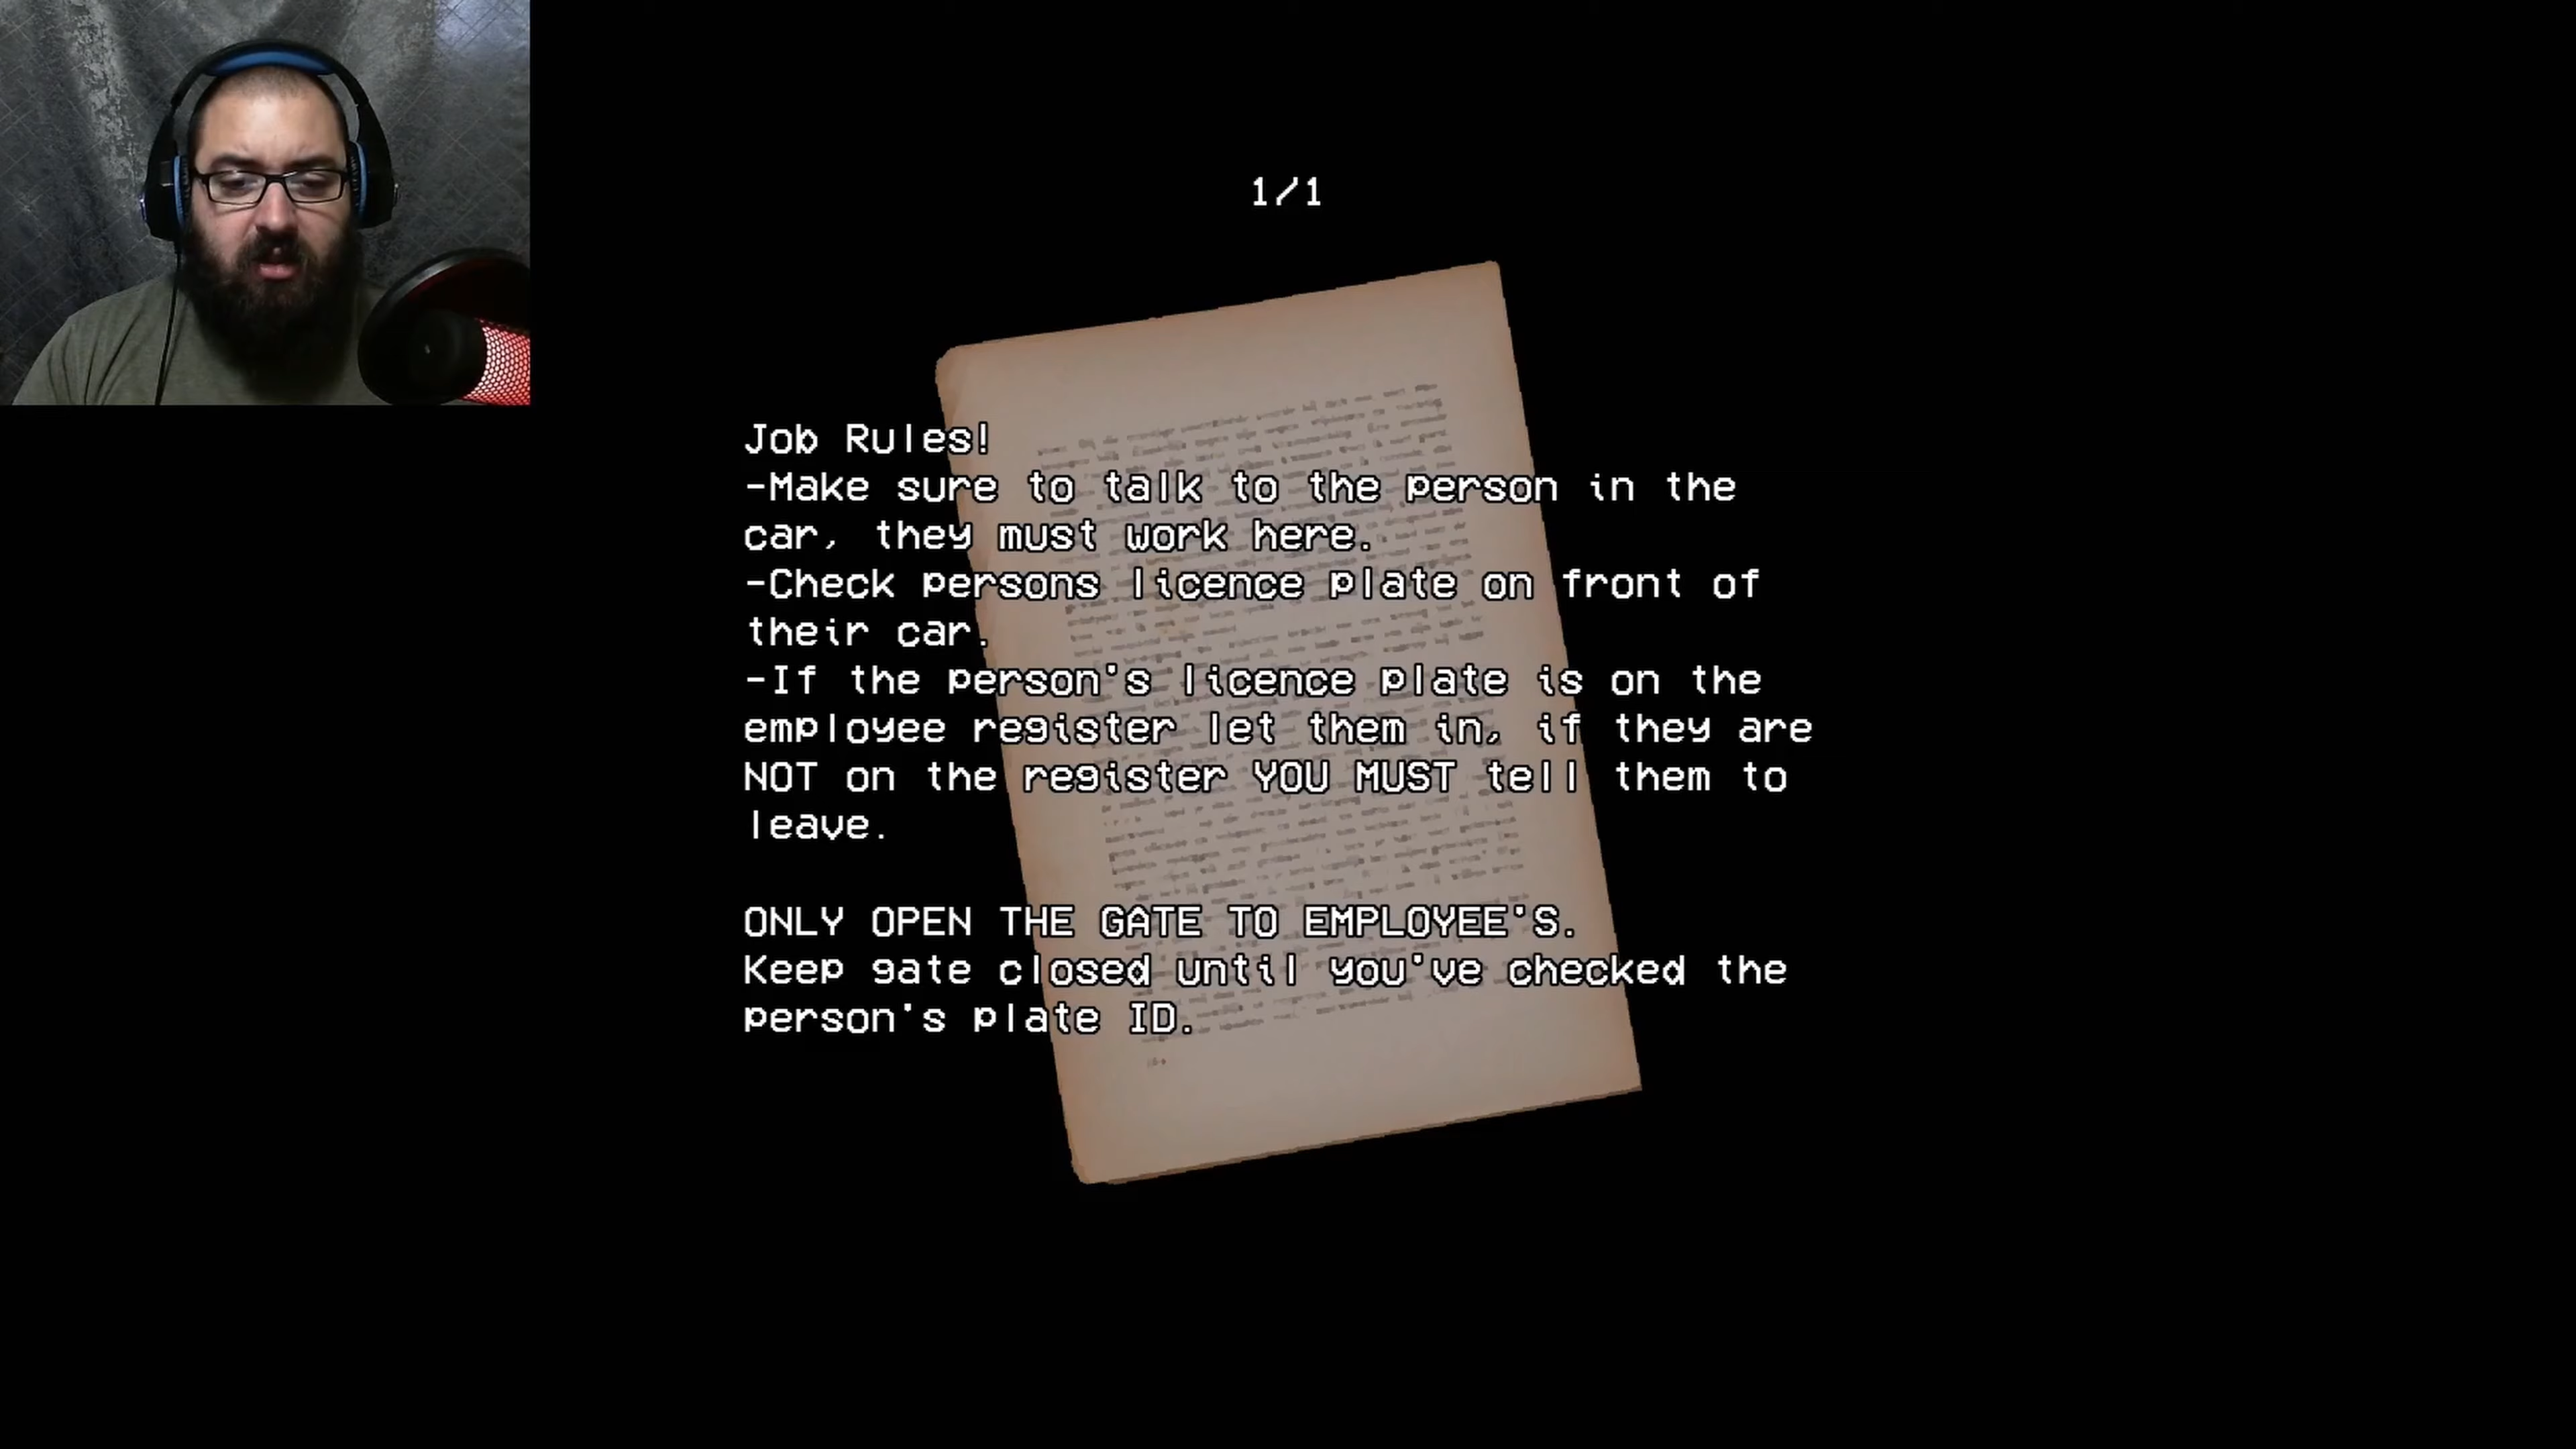 1/1
Job Rules!
-Make sure to talk to the person in the
car, they must work here.
-Check persons licence plate on front of
their car.
-If the person's licence plate is on the
employee register let them in, if they are
NOT on the register YOU MUST tell them to
leave.
ONLY OPEN THE GATE TO EMPLOYEE'S.
Keep gate closed until you've checked the
person's plate ID.